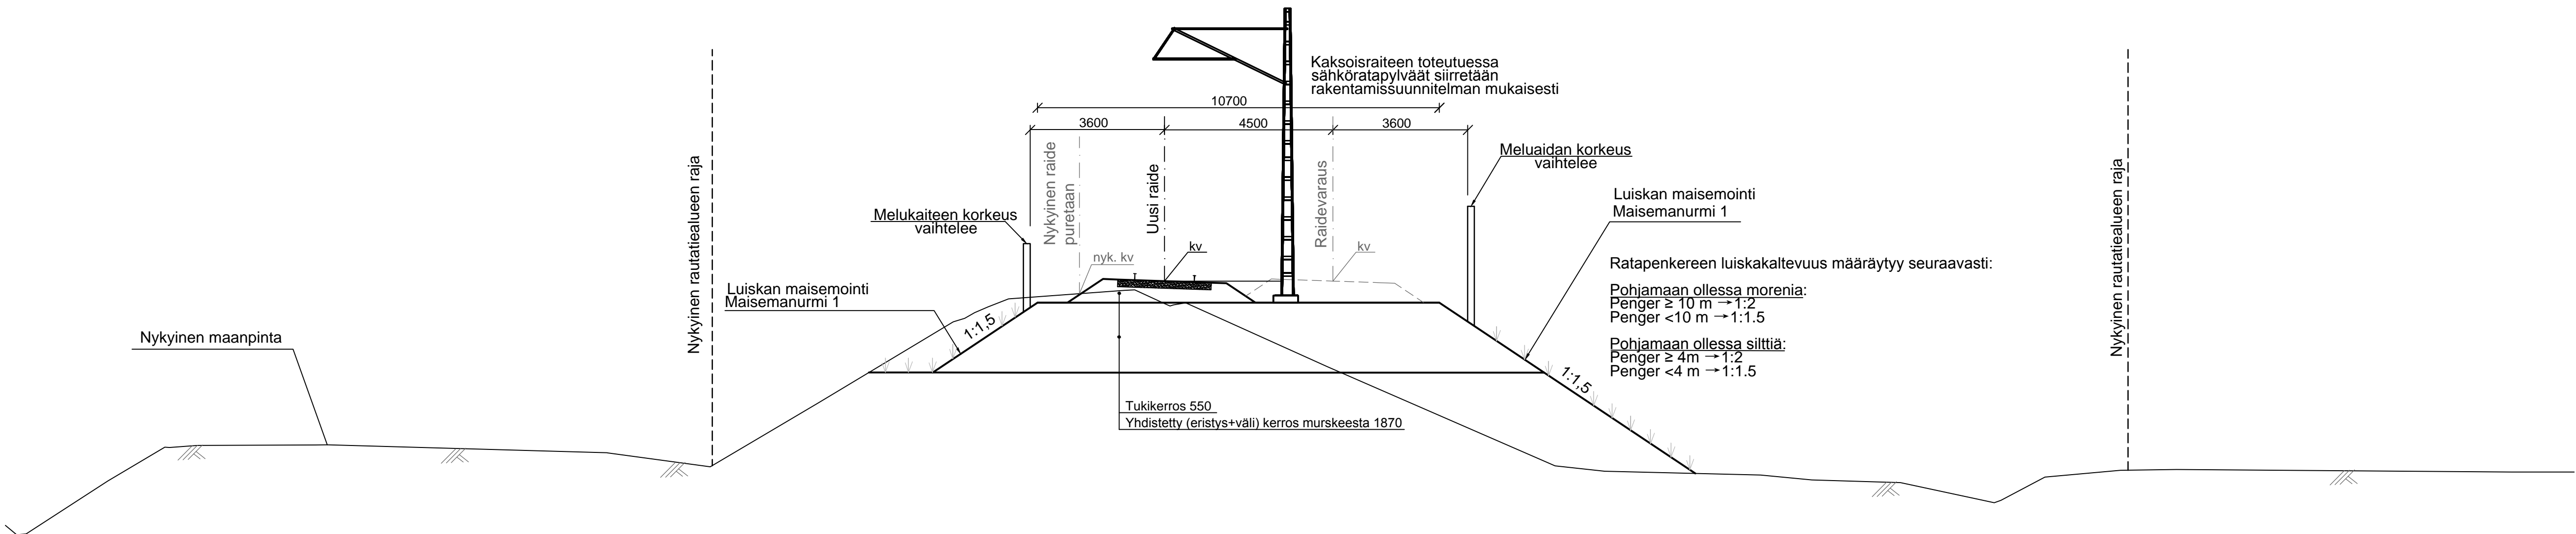 Kaksoisraiteen toteutuessa
sähköratapylväät siirretään
rakentamissuunnitelman mukaisesti
10700
3600
4500
3600
Nykyinen rautatiealueen raja
Nykyinen raide
puretaan
Uusi raide
Raidevaraus
Meluaidan korkeus
vaihtelee
Nykyinen rautatiealueen raja
Luiskan maisemointi
Maisemanurmi 1
Melukaiteen korkeus
vaihtelee
kv
kv
nyk. kv
Ratapenkereen luiskakaltevuus määräytyy seuraavasti:
Pohjamaan ollessa morenia:
Penger ≥ 10 m →1:2
Penger <10 m →1:1.5
Pohjamaan ollessa silttiä:
Penger ≥ 4m →1:2
Penger <4 m →1:1.5
Luiskan maisemointi
Maisemanurmi 1
1:1,5
1:1,5
Nykyinen maanpinta
Tukikerros 550
Yhdistetty (eristys+väli) kerros murskeesta 1870